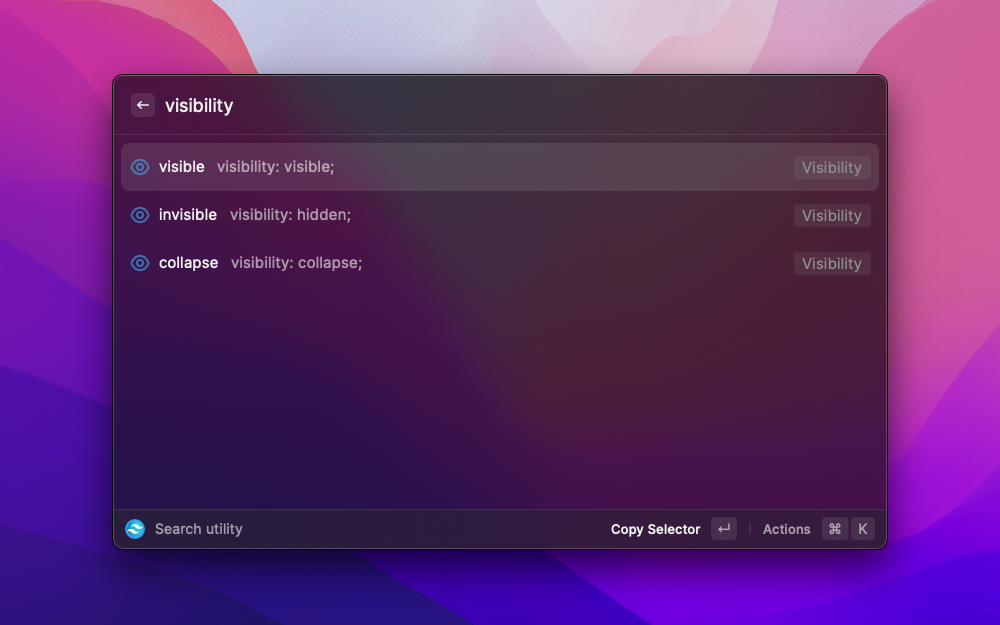 ← visibility
visible visibility: visible; Visibility
invisible visibility: hidden; Visibility
collapse visibility: collapse; Visibility
Search utility Copy Selector ↵ | Actions ⌘ K